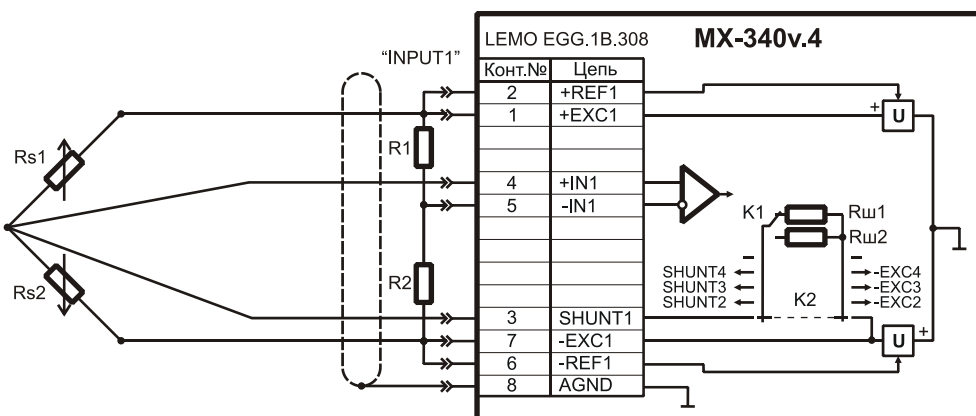 LEMO EGG.1B.308
MX-340v.4
"INPUT1"
Конт.№ Цепь
2 +REF1
1 +EXC1
4 +IN1
5 -IN1
3 SHUNT1
7 -EXC1
6 -REF1
8 AGND
Rs1
Rs2
R1
R2
+
U
K1
Rш1
Rш2
SHUNT4
SHUNT3
SHUNT2
K2
-EXC4
-EXC3
-EXC2
U
+